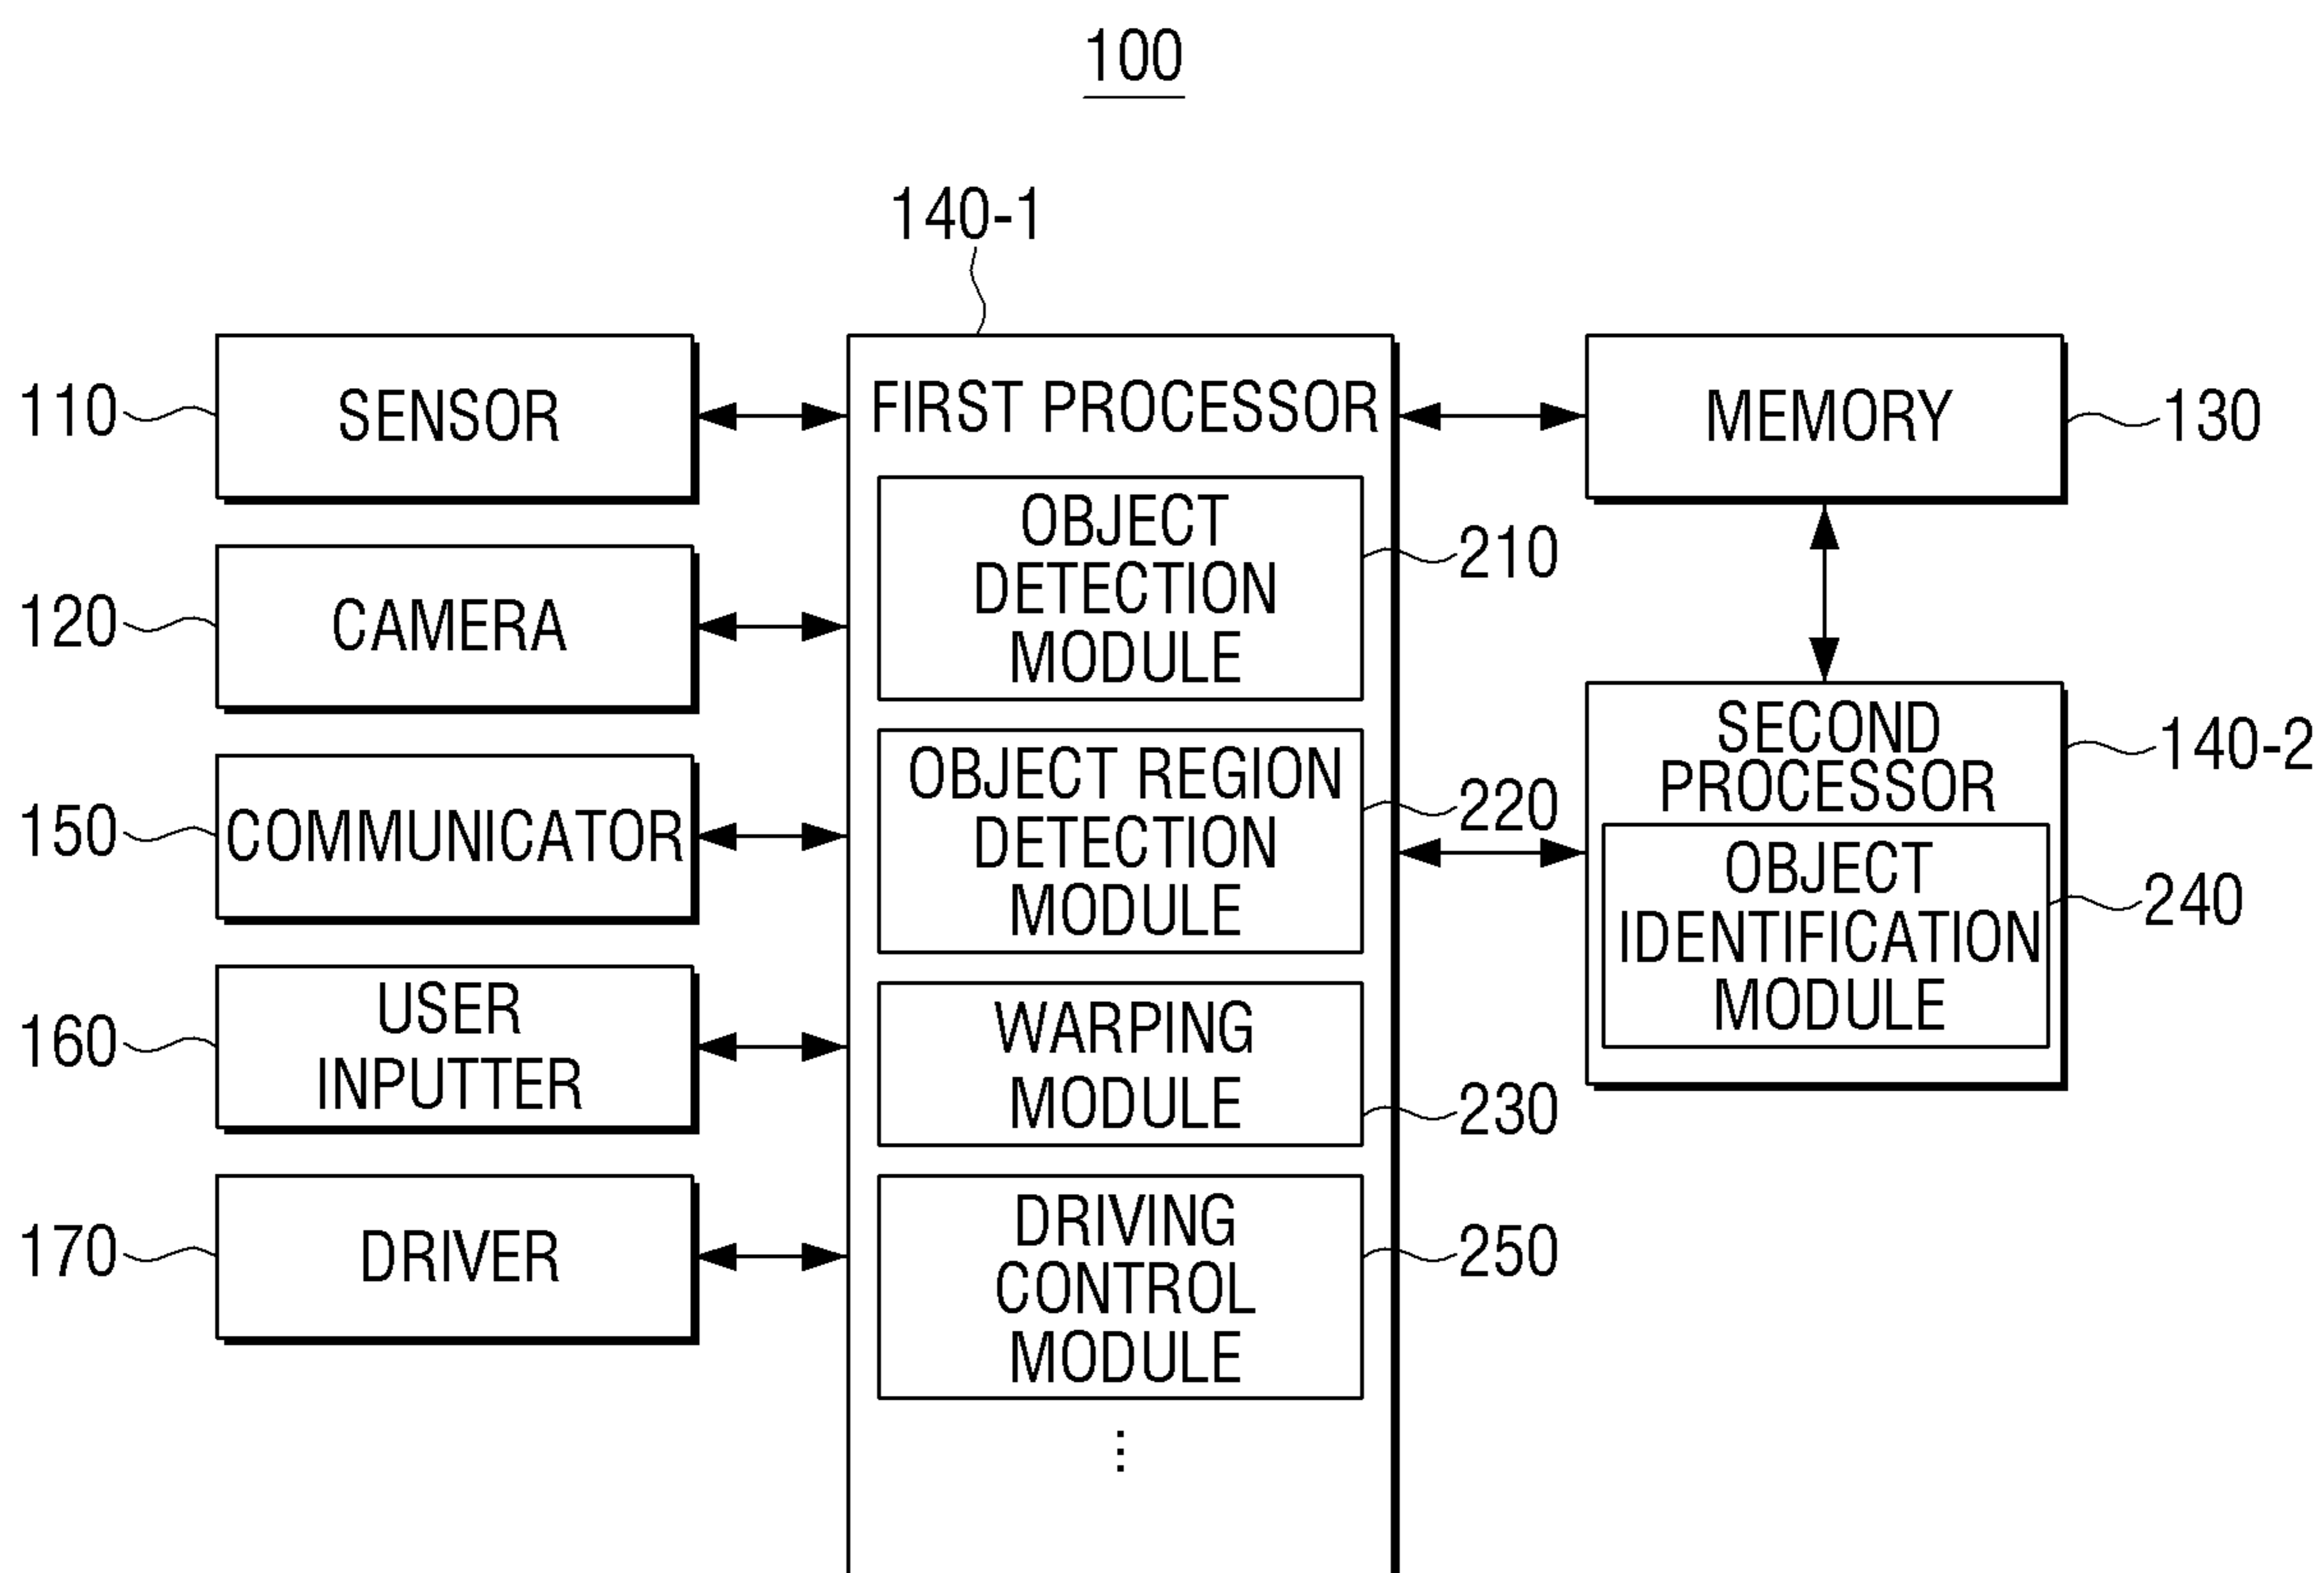 100
140-1
110
SENSOR
120
CAMERA
150
COMMUNICATOR
160
USER
INPUTTER
170
DRIVER
FIRST PROCESSOR
OBJECT
DETECTION
MODULE
210
OBJECT REGION
DETECTION
MODULE
220
WARPING
MODULE
230
DRIVING
CONTROL
MODULE
250
⋮
MEMORY
130
SECOND
PROCESSOR
140-2
OBJECT
IDENTIFICATION
MODULE
240